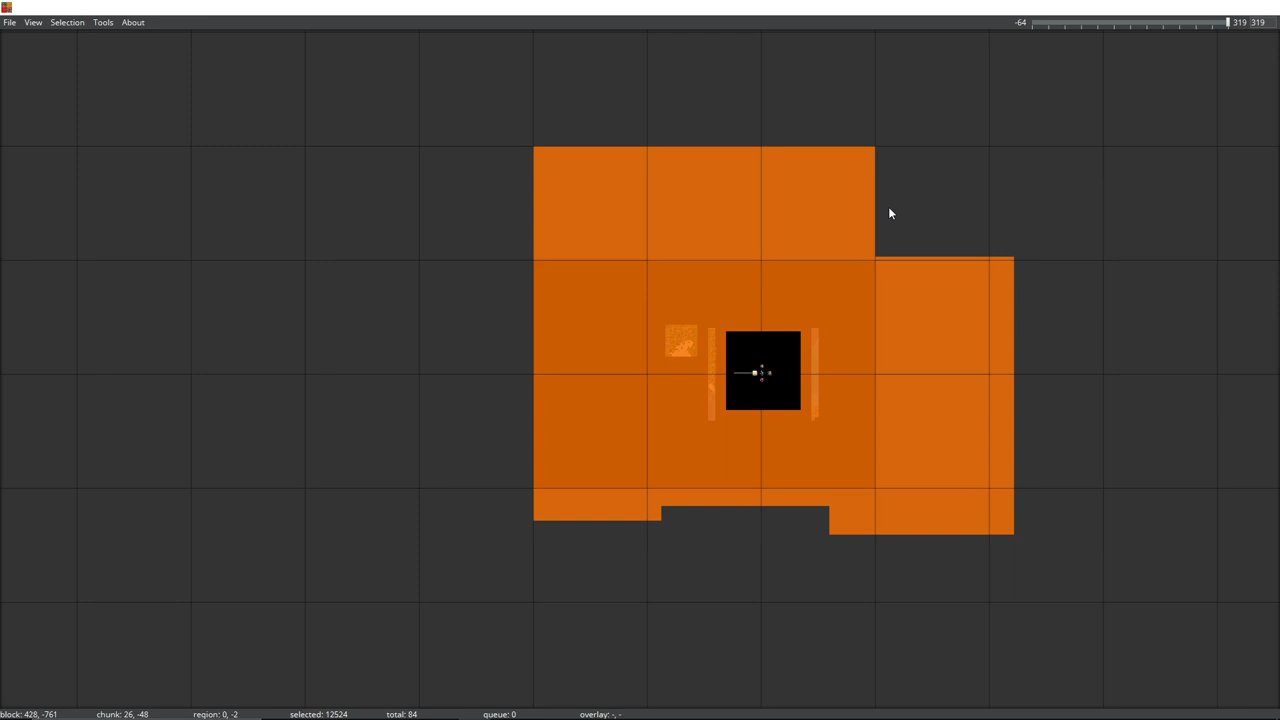 File View Selection Tools About -64 319 319
block: 428, -761 chunk: 26, -48 region: 0, -2 selected: 12524 total: 84 queue: 0 overlay: -, -